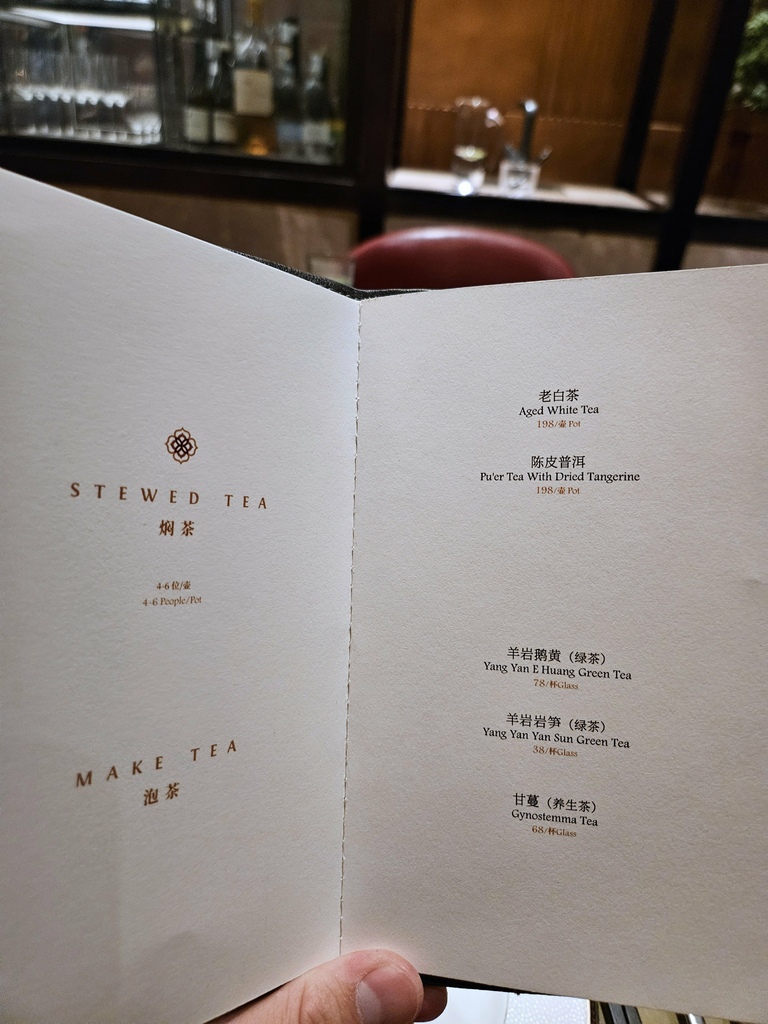 STEWED TEA
焖茶
4-6 位/壶
4-6 People/Pot
MAKE TEA
泡茶
老白茶
Aged White Tea
198/壶 Pot
陈皮普洱
Pu'er Tea With Dried Tangerine
198/壶 Pot
羊岩鹅黄（绿茶）
Yang Yan E Huang Green Tea
78/杯Glass
羊岩岩笋（绿茶）
Yang Yan Yan Sun Green Tea
38/杯Glass
甘蔓（养生茶）
Gynostemma Tea
68/杯Glass